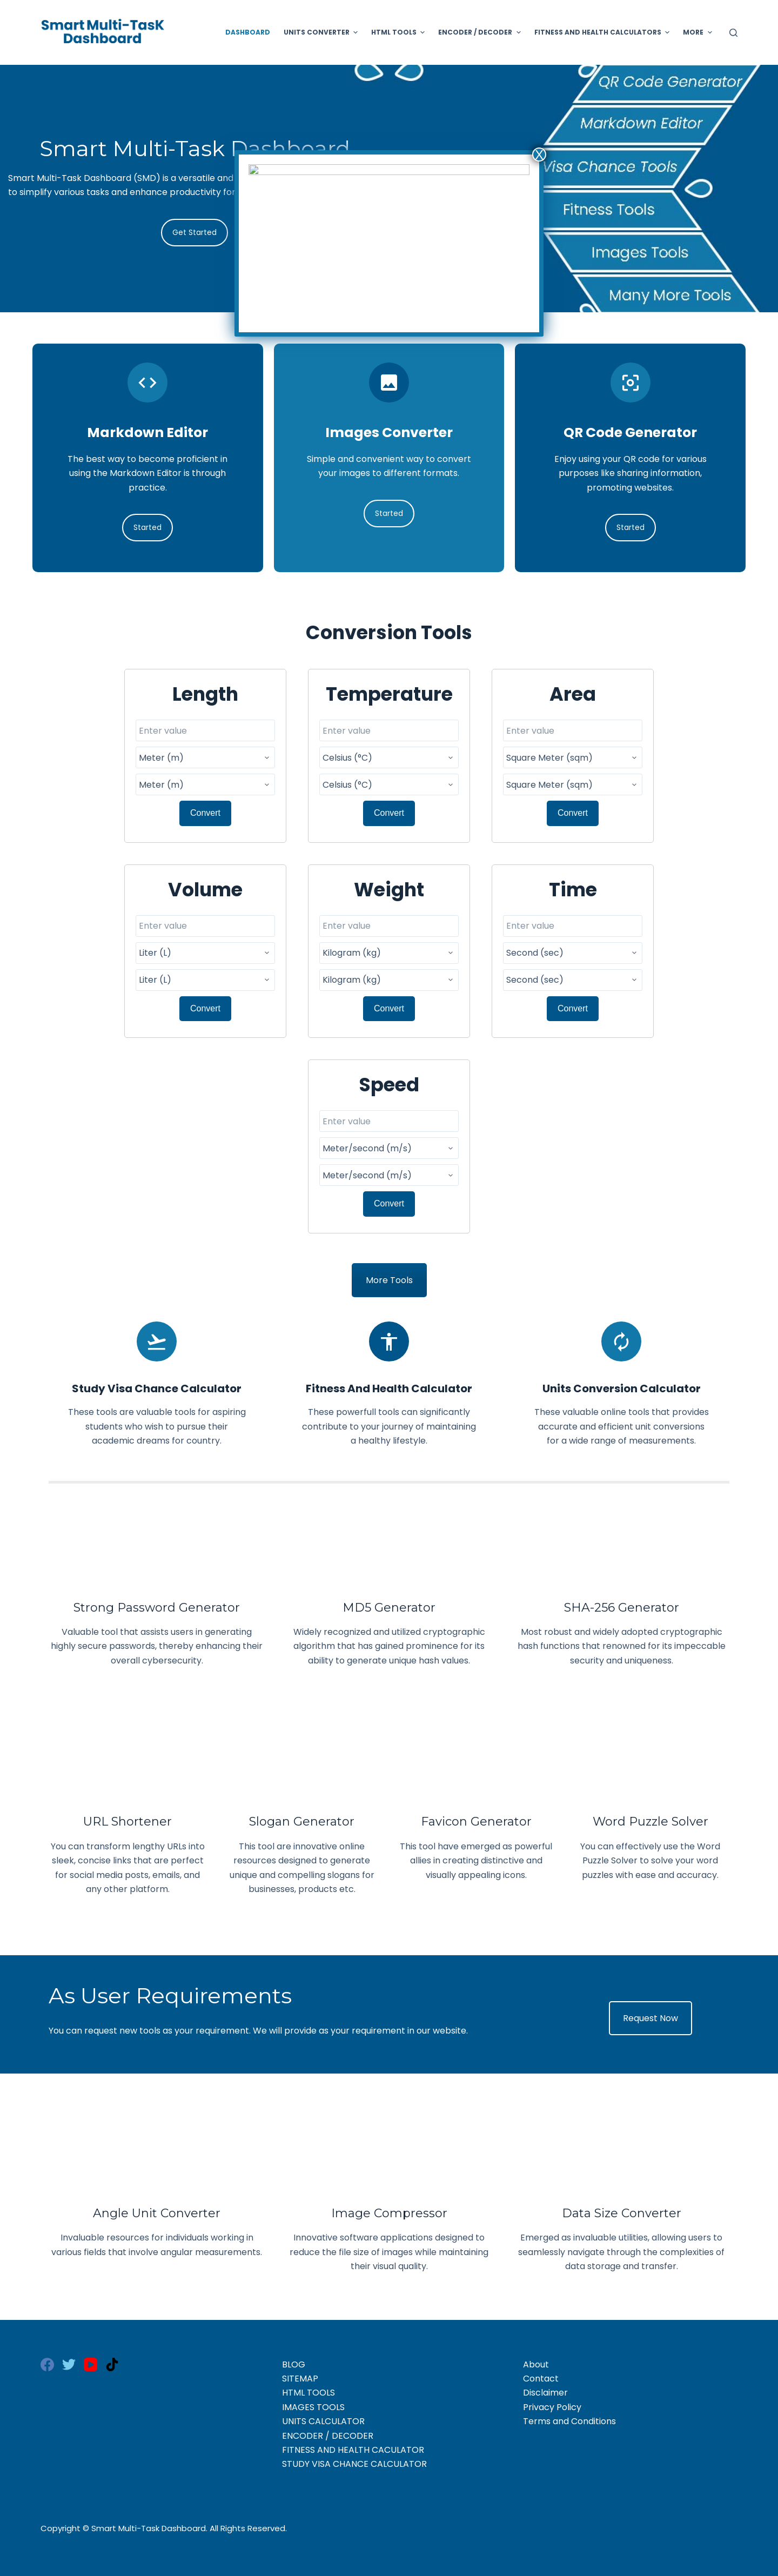 Smart Multi-TasK
Dashboard
DASHBOARD
UNITS CONVERTER
HTML TOOLS
ENCODER / DECODER
FITNESS AND HEALTH CALCULATORS
MORE
QR Code Generator
Markdown Editor
Visa Chance Tools
Fitness Tools
Images Tools
Many More Tools
Smart Multi-Task Dashboard
Smart Multi-Task Dashboard (SMD) is a versatile and
to simplify various tasks and enhance productivity for
Get Started
X
Markdown Editor
The best way to become proficient in
using the Markdown Editor is through
practice.
Started
Images Converter
Simple and convenient way to convert
your images to different formats.
Started
QR Code Generator
Enjoy using your QR code for various
purposes like sharing information,
promoting websites.
Started
Conversion Tools
Length
Enter value
Meter (m)
Meter (m)
Convert
Temperature
Enter value
Celsius (°C)
Celsius (°C)
Convert
Area
Enter value
Square Meter (sqm)
Square Meter (sqm)
Convert
Volume
Enter value
Liter (L)
Liter (L)
Convert
Weight
Enter value
Kilogram (kg)
Kilogram (kg)
Convert
Time
Enter value
Second (sec)
Second (sec)
Convert
Speed
Enter value
Meter/second (m/s)
Meter/second (m/s)
Convert
More Tools
Study Visa Chance Calculator
These tools are valuable tools for aspiring
students who wish to pursue their
academic dreams for country.
Fitness And Health Calculator
These powerfull tools can significantly
contribute to your journey of maintaining
a healthy lifestyle.
Units Conversion Calculator
These valuable online tools that provides
accurate and efficient unit conversions
for a wide range of measurements.
Strong Password Generator
Valuable tool that assists users in generating
highly secure passwords, thereby enhancing their
overall cybersecurity.
MD5 Generator
Widely recognized and utilized cryptographic
algorithm that has gained prominence for its
ability to generate unique hash values.
SHA-256 Generator
Most robust and widely adopted cryptographic
hash functions that renowned for its impeccable
security and uniqueness.
URL Shortener
You can transform lengthy URLs into
sleek, concise links that are perfect
for social media posts, emails, and
any other platform.
Slogan Generator
This tool are innovative online
resources designed to generate
unique and compelling slogans for
businesses, products etc.
Favicon Generator
This tool have emerged as powerful
allies in creating distinctive and
visually appealing icons.
Word Puzzle Solver
You can effectively use the Word
Puzzle Solver to solve your word
puzzles with ease and accuracy.
As User Requirements
You can request new tools as your requirement. We will provide as your requirement in our website.
Request Now
Angle Unit Converter
Invaluable resources for individuals working in
various fields that involve angular measurements.
Image Compressor
Innovative software applications designed to
reduce the file size of images while maintaining
their visual quality.
Data Size Converter
Emerged as invaluable utilities, allowing users to
seamlessly navigate through the complexities of
data storage and transfer.
BLOG
SITEMAP
HTML TOOLS
IMAGES TOOLS
UNITS CALCULATOR
ENCODER / DECODER
FITNESS AND HEALTH CACULATOR
STUDY VISA CHANCE CALCULATOR
About
Contact
Disclaimer
Privacy Policy
Terms and Conditions
Copyright © Smart Multi-Task Dashboard. All Rights Reserved.